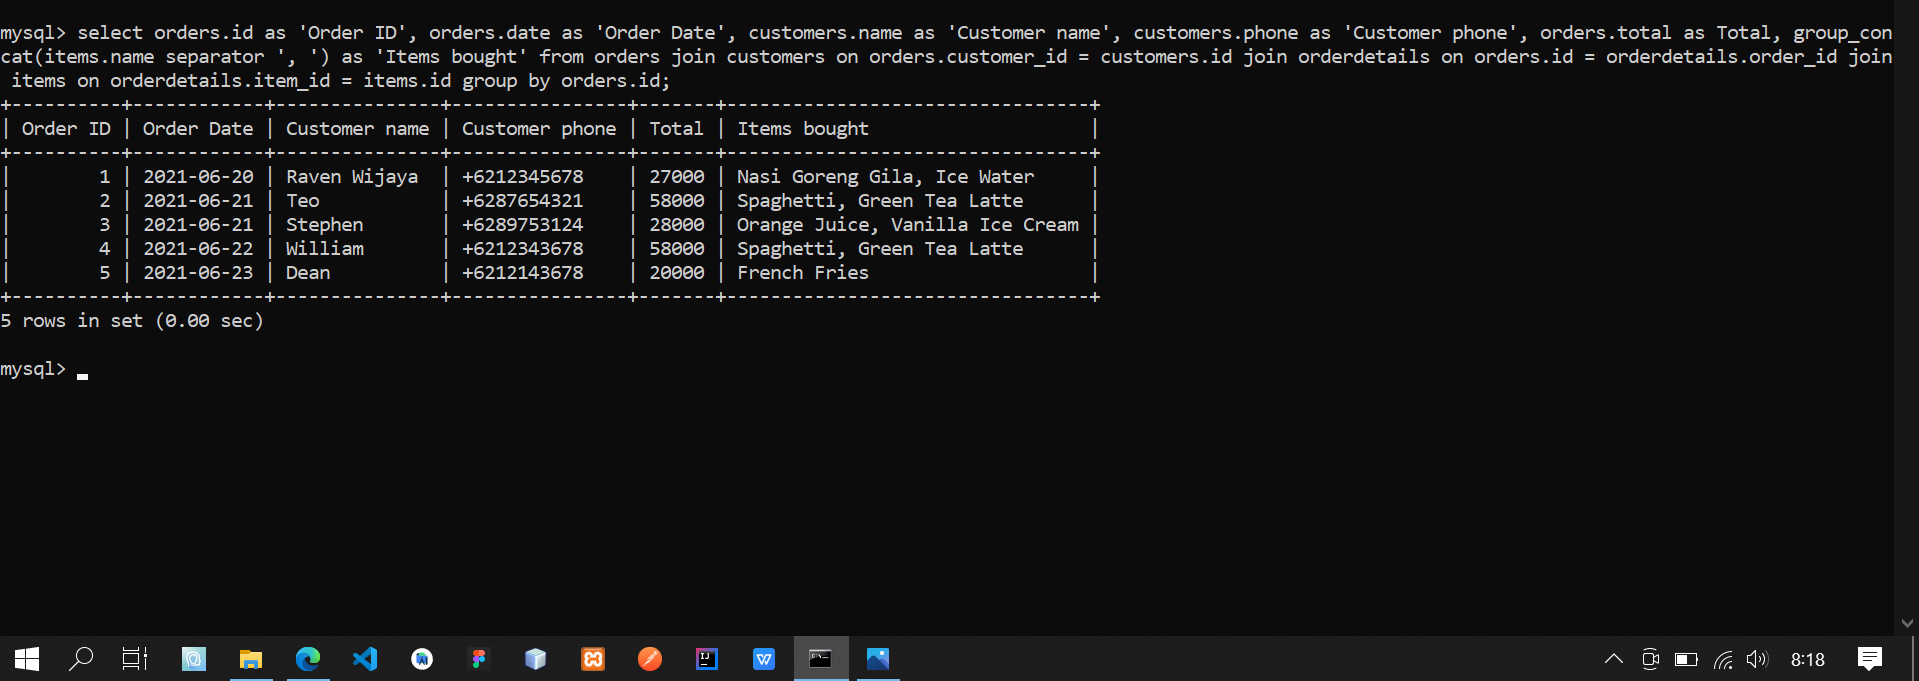 mysql> select orders.id as 'Order ID', orders.date as 'Order Date', customers.name as 'Customer name', customers.phone as 'Customer phone', orders.total as Total, group_con
cat(items.name separator ', ') as 'Items bought' from orders join customers on orders.customer_id = customers.id join orderdetails on orders.id = orderdetails.order_id join
 items on orderdetails.item_id = items.id group by orders.id;
+----------+------------+---------------+----------------+-------+---------------------------------+
| Order ID | Order Date | Customer name | Customer phone | Total | Items bought                    |
+----------+------------+---------------+----------------+-------+---------------------------------+
|        1 | 2021-06-20 | Raven Wijaya  | +6212345678    | 27000 | Nasi Goreng Gila, Ice Water     |
|        2 | 2021-06-21 | Teo           | +6287654321    | 58000 | Spaghetti, Green Tea Latte      |
|        3 | 2021-06-21 | Stephen       | +6289753124    | 28000 | Orange Juice, Vanilla Ice Cream |
|        4 | 2021-06-22 | William       | +6212343678    | 58000 | Spaghetti, Green Tea Latte      |
|        5 | 2021-06-23 | Dean          | +6212143678    | 20000 | French Fries                    |
+----------+------------+---------------+----------------+-------+---------------------------------+
5 rows in set (0.00 sec)
mysql>
8:18